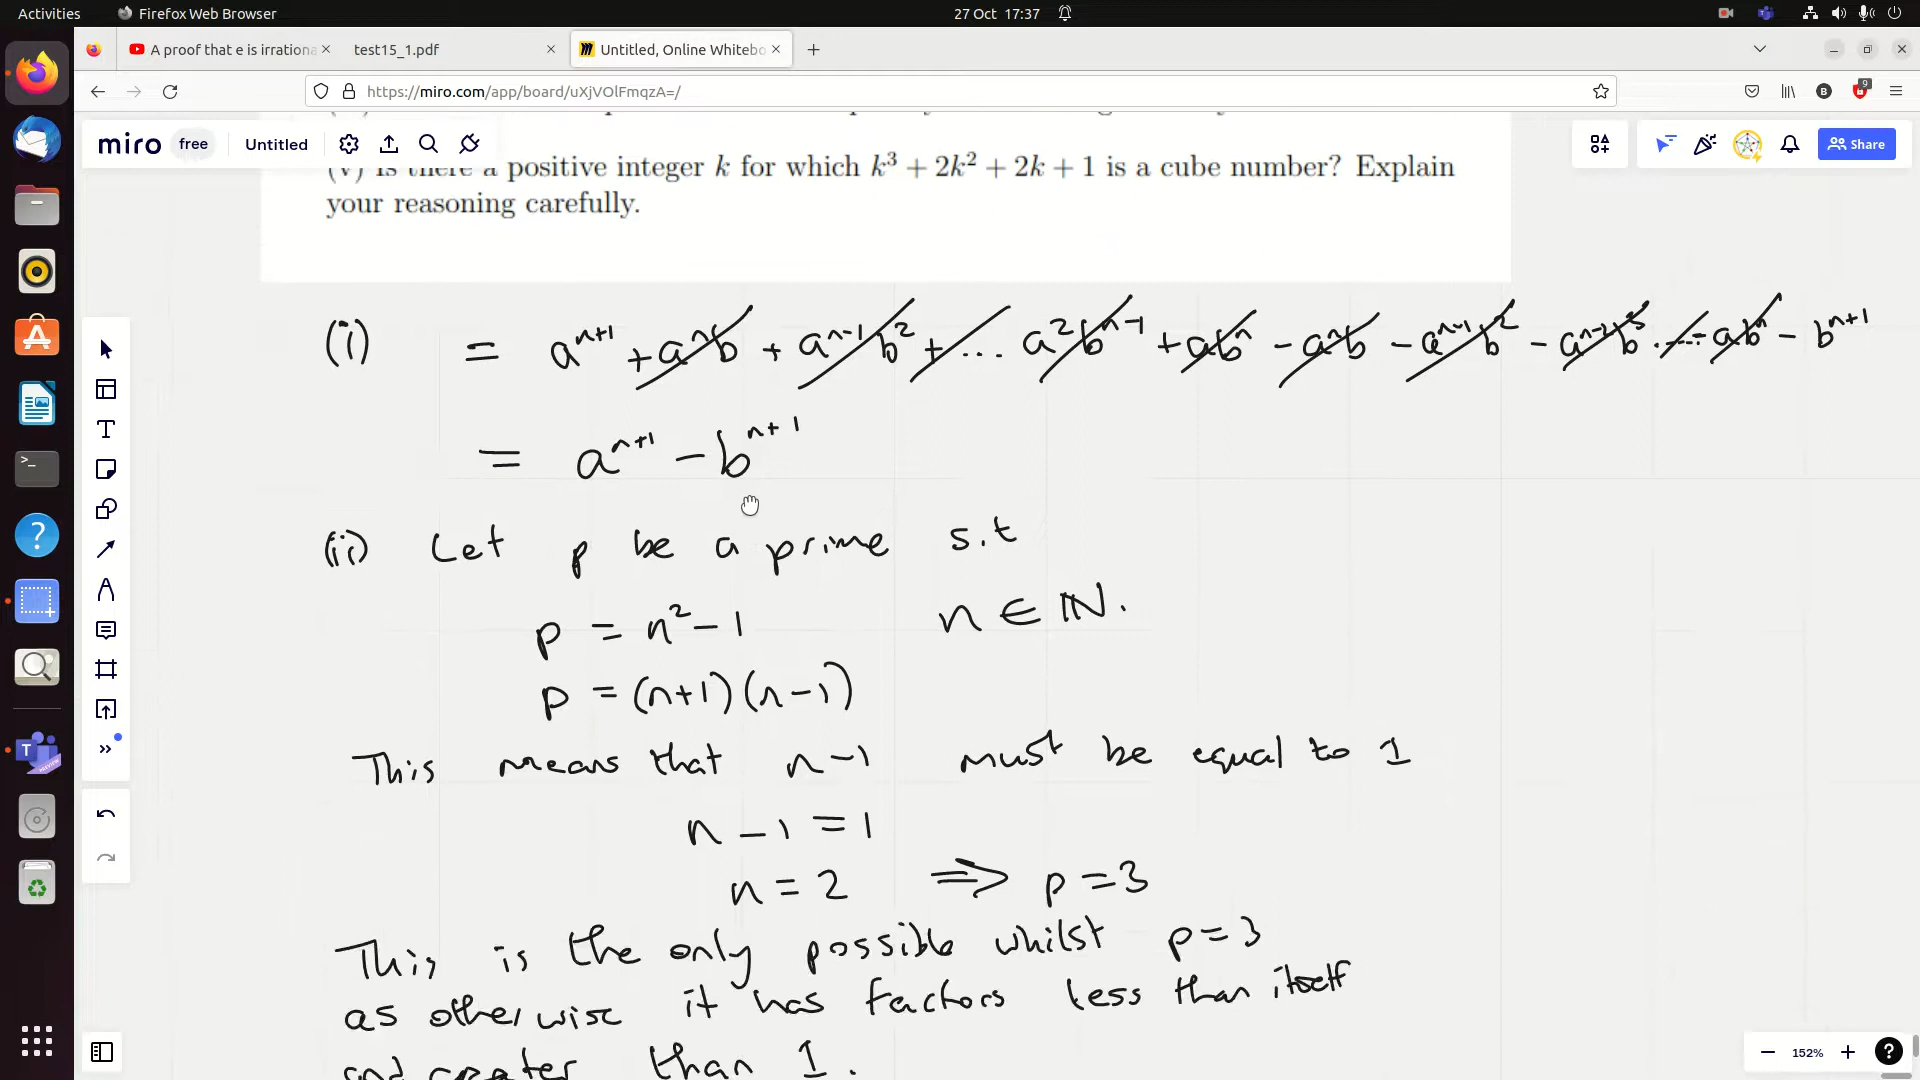 Activities
Firefox Web Browser
27 Oct 17:37
A proof that e is irrationa
test15_1.pdf
Untitled, Online Whitebo
https://miro.com/app/board/uXjVOlFmqzA=/
9
B
miro
free
Untitled
Share
(v) Is there a positive integer k for which k³ + 2k² + 2k + 1 is a cube number? Explain
your reasoning carefully.
(i) = aⁿ⁺¹ + aⁿb + aⁿ⁻¹b² + ... a²bⁿ⁻¹ + abⁿ - aⁿb - aⁿ⁻¹b² - aⁿ⁻²b³ ... - abⁿ - bⁿ⁺¹
= aⁿ⁺¹ - bⁿ⁺¹
(ii) Let p be a prime s.t
p = n² - 1 n ∈ ℕ.
p = (n+1)(n-1)
This means that n-1 must be equal to 1
n - 1 = 1
n = 2 ⟹ p = 3
This is the only possible whilst p = 3
as otherwise it has factors less than itself
and greater than 1.
152%